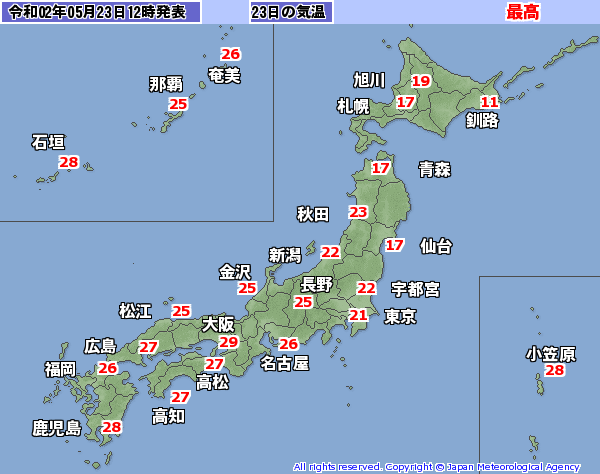 令和02年05月23日12時発表 23日の気温 最高
26
奄美
那覇
25
石垣
28
旭川
19
札幌
17
11
釧路
17
青森
秋田
23
17
仙台
新潟
22
金沢
25
長野
25
22
宇都宮
21
東京
松江
25
大阪
29
広島
27
26
名古屋
福岡
26
27
高松
27
高知
鹿児島
28
小笠原
28
All rights reserved. Copyright © Japan Meteorological Agency